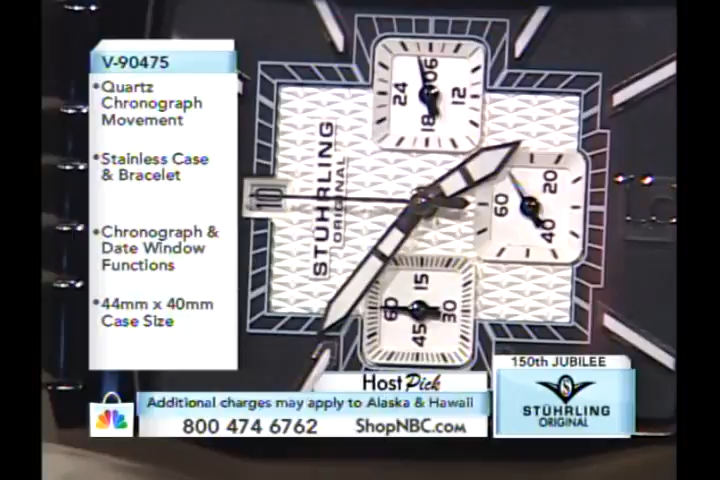 V-90475
•Quartz
Chronograph
Movement
•Stainless Case
& Bracelet
•Chronograph &
Date Window
Functions
•44mm x 40mm
Case Size
24
06
12
18
STÜHRLING
ORIGINAL
10
60
20
40
60
15
30
45
150th JUBILEE
S
STÜHRLING
ORIGINAL
Host Pick
Additional charges may apply to Alaska & Hawaii
800 474 6762
ShopNBC.com